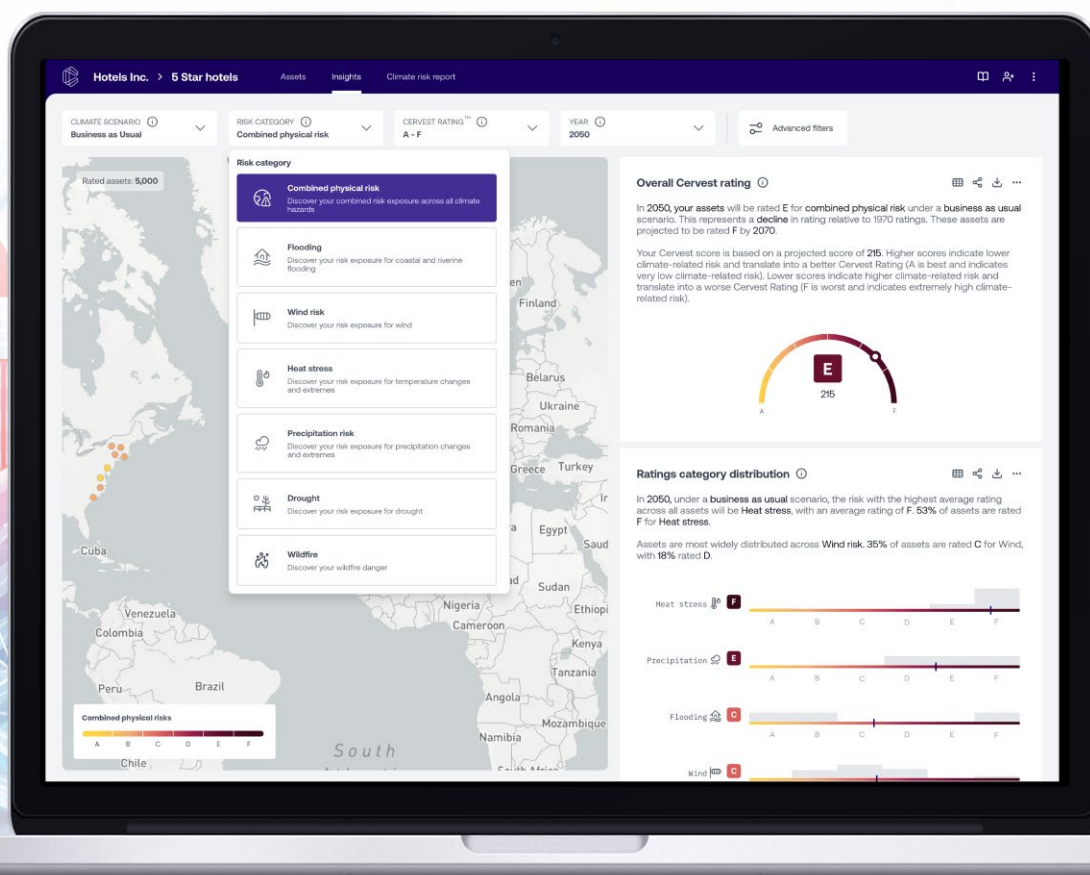 Hotels Inc. > 5 Star hotels
Assets
Insights
Climate risk report
CLIMATE SCENARIO
Business as Usual
RISK CATEGORY
Combined physical risk
CERVEST RATING™
A - F
YEAR
2050
Advanced filters
Rated assets: 5,000
Risk category
Combined physical risk
Discover your combined risk exposure across all climate
hazards
Flooding
Discover your risk exposure for coastal and riverine
flooding
Wind risk
Discover your risk exposure for wind
Heat stress
Discover your risk exposure for temperature changes
and extremes
Precipitation risk
Discover your risk exposure for precipitation changes
and extremes
Drought
Discover your risk exposure for drought
Wildfire
Discover your wildfire danger
Finland
Belarus
Ukraine
Romania
Greece
Turkey
Egypt
Saud
Cuba
Sudan
Nigeria
Ethiopi
Cameroon
Venezuela
Colombia
Kenya
Tanzania
Peru
Brazil
Angola
Mozambique
Namibia
Chile
South
Combined physical risks
A B C D E F
Overall Cervest rating
In 2050, your assets will be rated E for combined physical risk under a business as usual
scenario. This represents a decline in rating relative to 1970 ratings. These assets are
projected to be rated F by 2070.
Your Cervest score is based on a projected score of 215. Higher scores indicate lower
climate-related risk and translate into a better Cervest Rating (A is best and indicates
very low climate-related risk). Lower scores indicate higher climate-related risk and
translate into a worse Cervest Rating (F is worst and indicates extremely high climate-
related risk).
E
215
A F
Ratings category distribution
In 2050, under a business as usual scenario, the risk with the highest average rating
across all assets will be Heat stress, with an average rating of F. 53% of assets are rated
F for Heat stress.
Assets are most widely distributed across Wind risk. 35% of assets are rated C for Wind,
with 18% rated D.
Heat stress F
A B C D E F
Precipitation E
A B C D E F
Flooding C
A B C D E F
Wind C